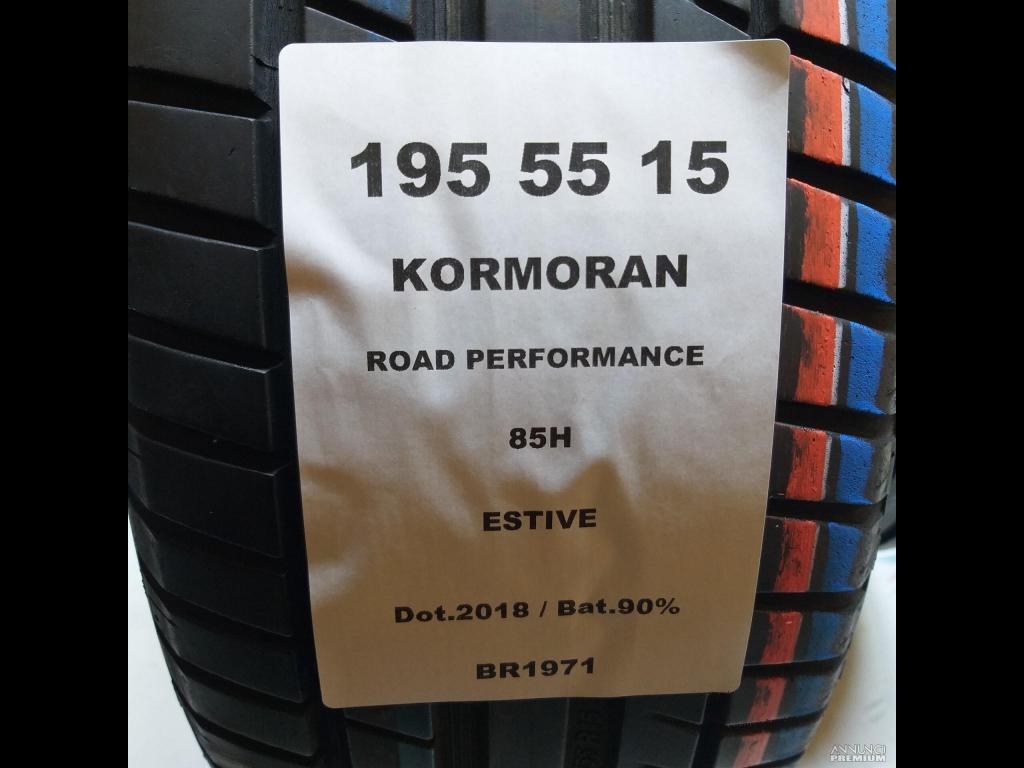 195 55 15
KORMORAN
ROAD PERFORMANCE
85H
ESTIVE
Dot.2018 / Bat.90%
BR1971
ANNUNCI
PREMIUM